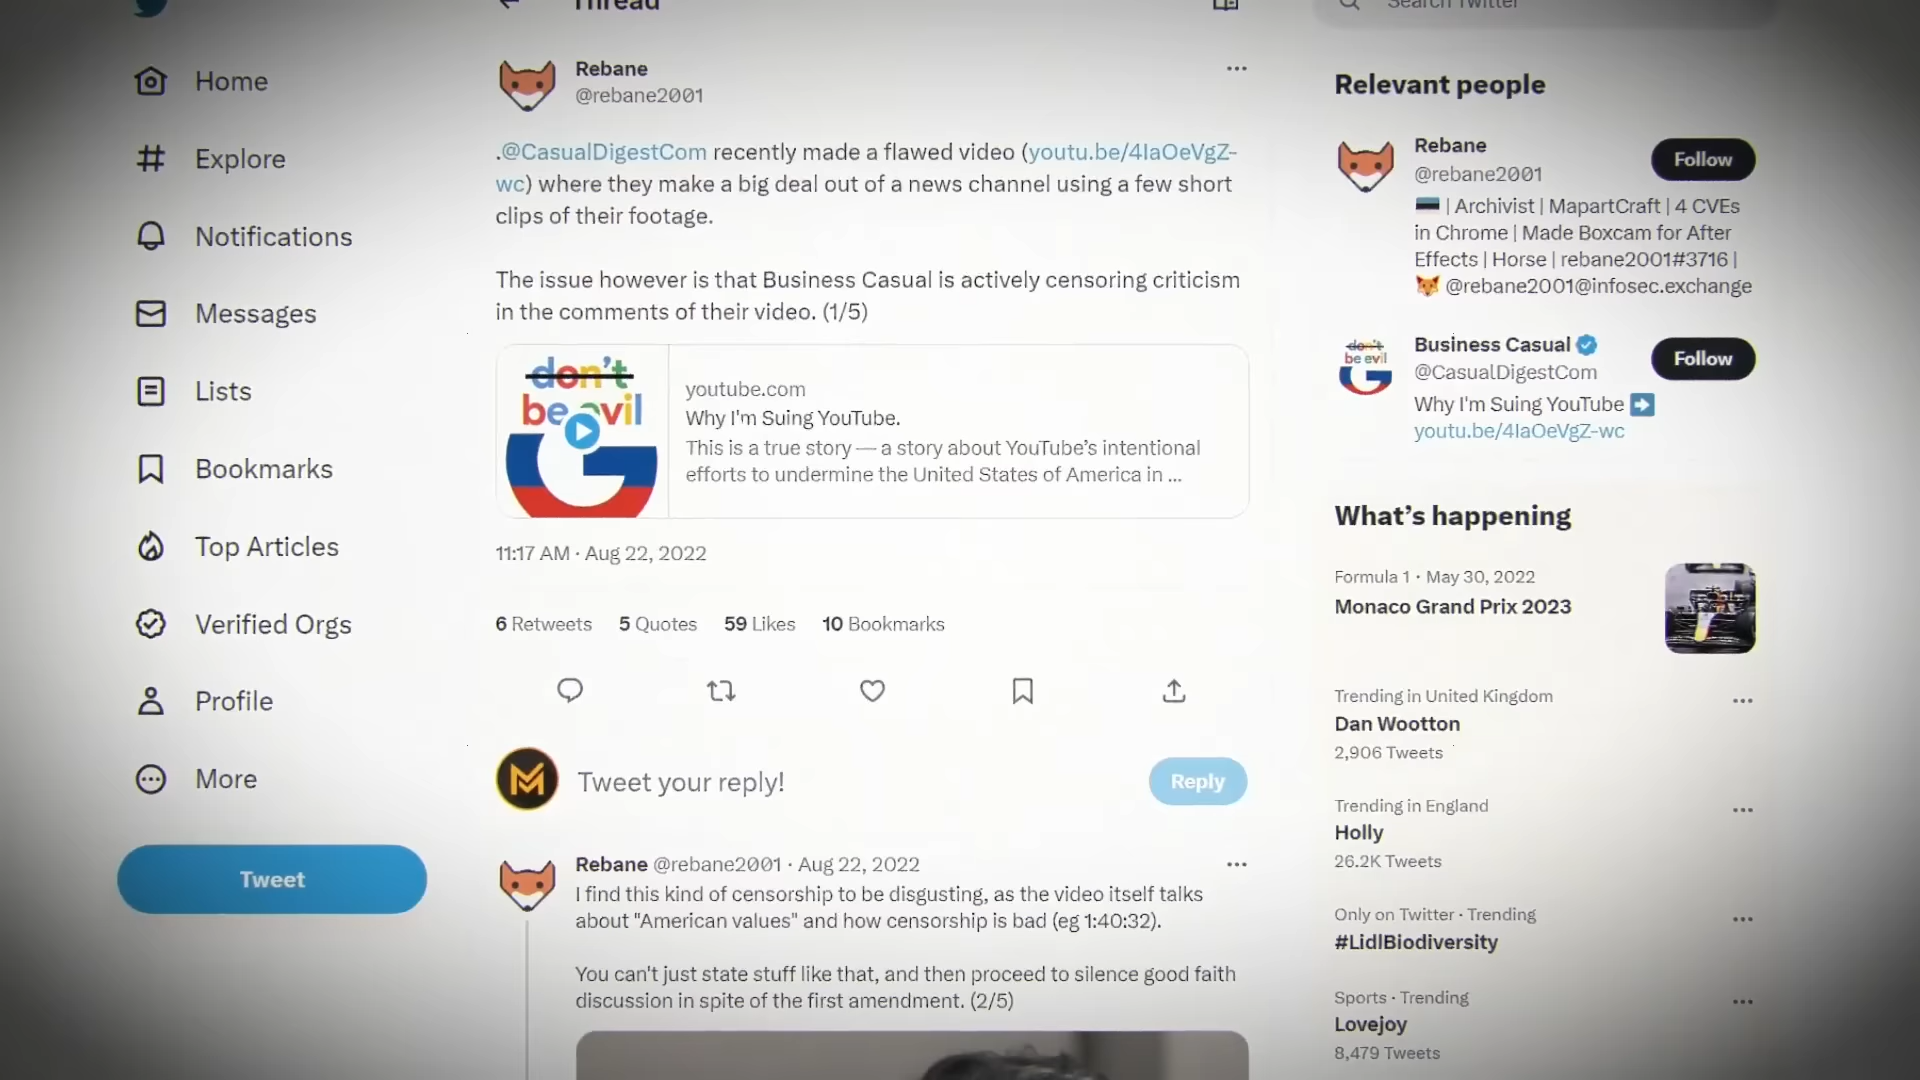 Home
Explore
Notifications
Messages
Lists
Bookmarks
Top Articles
Verified Orgs
Profile
More
Tweet
Thread
Rebane
@rebane2001
.@CasualDigestCom recently made a flawed video (youtu.be/4IaOeVgZ-
wc) where they make a big deal out of a news channel using a few short
clips of their footage.
The issue however is that Business Casual is actively censoring criticism
in the comments of their video. (1/5)
don't
be evil
youtube.com
Why I'm Suing YouTube.
This is a true story — a story about YouTube's intentional
efforts to undermine the United States of America in ...
11:17 AM · Aug 22, 2022
6 Retweets 5 Quotes 59 Likes 10 Bookmarks
Tweet your reply!
Reply
Rebane @rebane2001 · Aug 22, 2022
I find this kind of censorship to be disgusting, as the video itself talks
about "American values" and how censorship is bad (eg 1:40:32).
You can't just state stuff like that, and then proceed to silence good faith
discussion in spite of the first amendment. (2/5)
Search Twitter
Relevant people
Rebane
@rebane2001
Follow
| Archivist | MapartCraft | 4 CVEs
in Chrome | Made Boxcam for After
Effects | Horse | rebane2001#3716 |
@rebane2001@infosec.exchange
don't
be evil
Business Casual
@CasualDigestCom
Follow
Why I'm Suing YouTube
youtu.be/4IaOeVgZ-wc
What's happening
Formula 1 · May 30, 2022
Monaco Grand Prix 2023
Trending in United Kingdom
Dan Wootton
2,906 Tweets
Trending in England
Holly
26.2K Tweets
Only on Twitter · Trending
#LidlBiodiversity
Sports · Trending
Lovejoy
8,479 Tweets